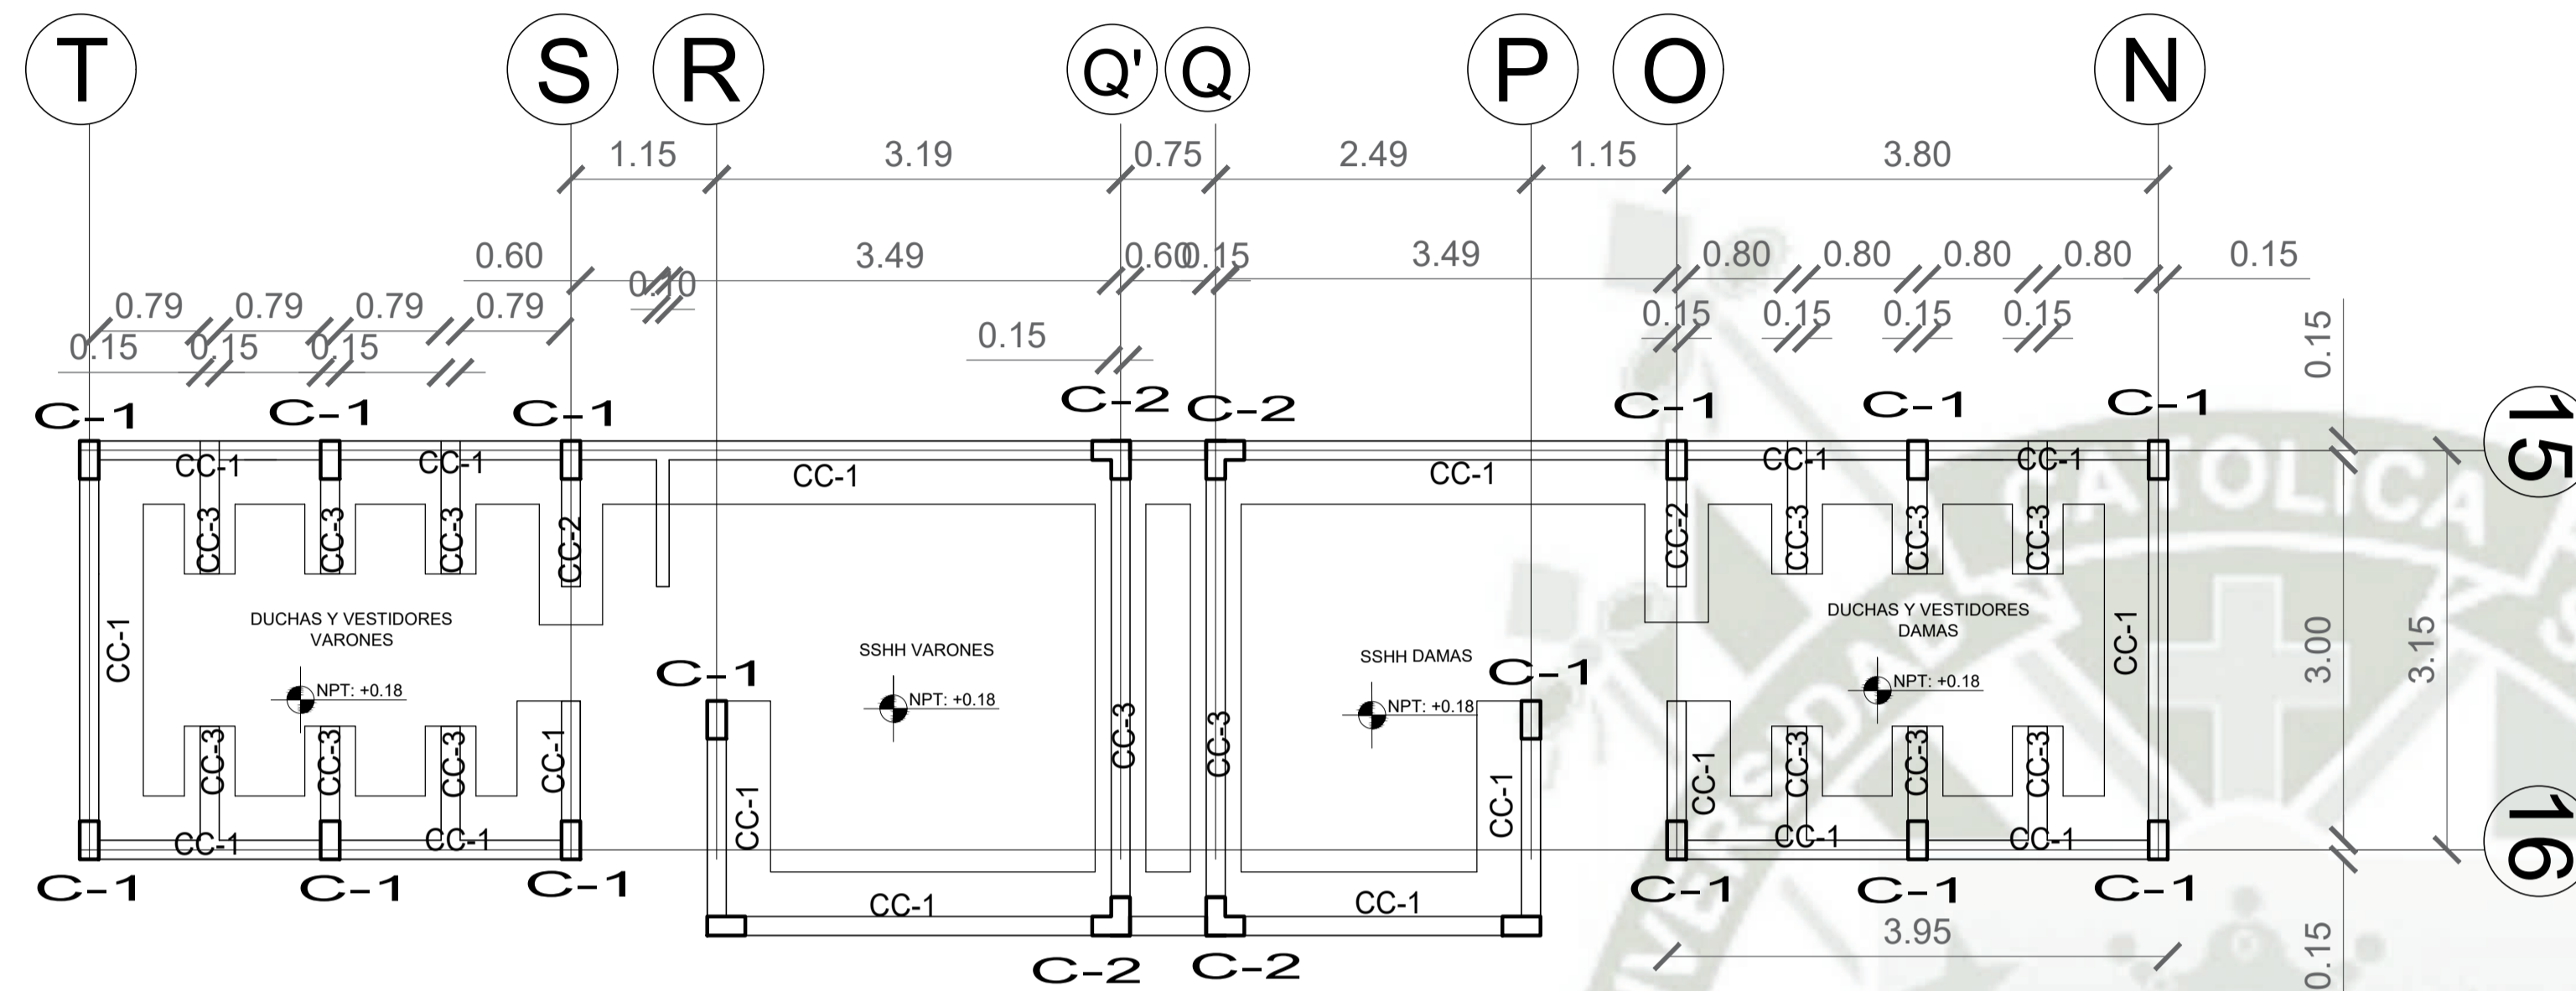 T S R Q' Q P O N
1.15 3.19 0.75 2.49 1.15 3.80
0.60 3.49 0.60 0.15 3.49 0.80 0.80 0.80 0.80 0.15
0.10
0.79 0.79 0.79 0.79 0.15 0.15 0.15 0.15
0.15 0.15 0.15 0.15 0.15
C-1 C-1 C-1 C-2 C-2 C-1 C-1 C-1
15
CC-1 CC-1 CC-1 CC-1 CC-1 CC-1
CATOLICA
CC-3 CC-3 CC-3 CC-2 CC-2 CC-3 CC-3 CC-3
DUCHAS Y VESTIDORES
VARONES
CC-1
NPT: +0.18
SSHH VARONES
NPT: +0.18
SSHH DAMAS
NPT: +0.18
DUCHAS Y VESTIDORES
DAMAS
NPT: +0.18
CC-1
3.00 3.15
C-1 C-1
CC-3 CC-3 CC-3 CC-1 CC-1 CC-3 CC-3 CC-1 CC-1 CC-3 CC-3 CC-3
16
CC-1 CC-1 CC-1 CC-1
C-1 C-1 C-1 C-1 C-1 C-1
CC-1 CC-1
3.95
0.15
C-2 C-2